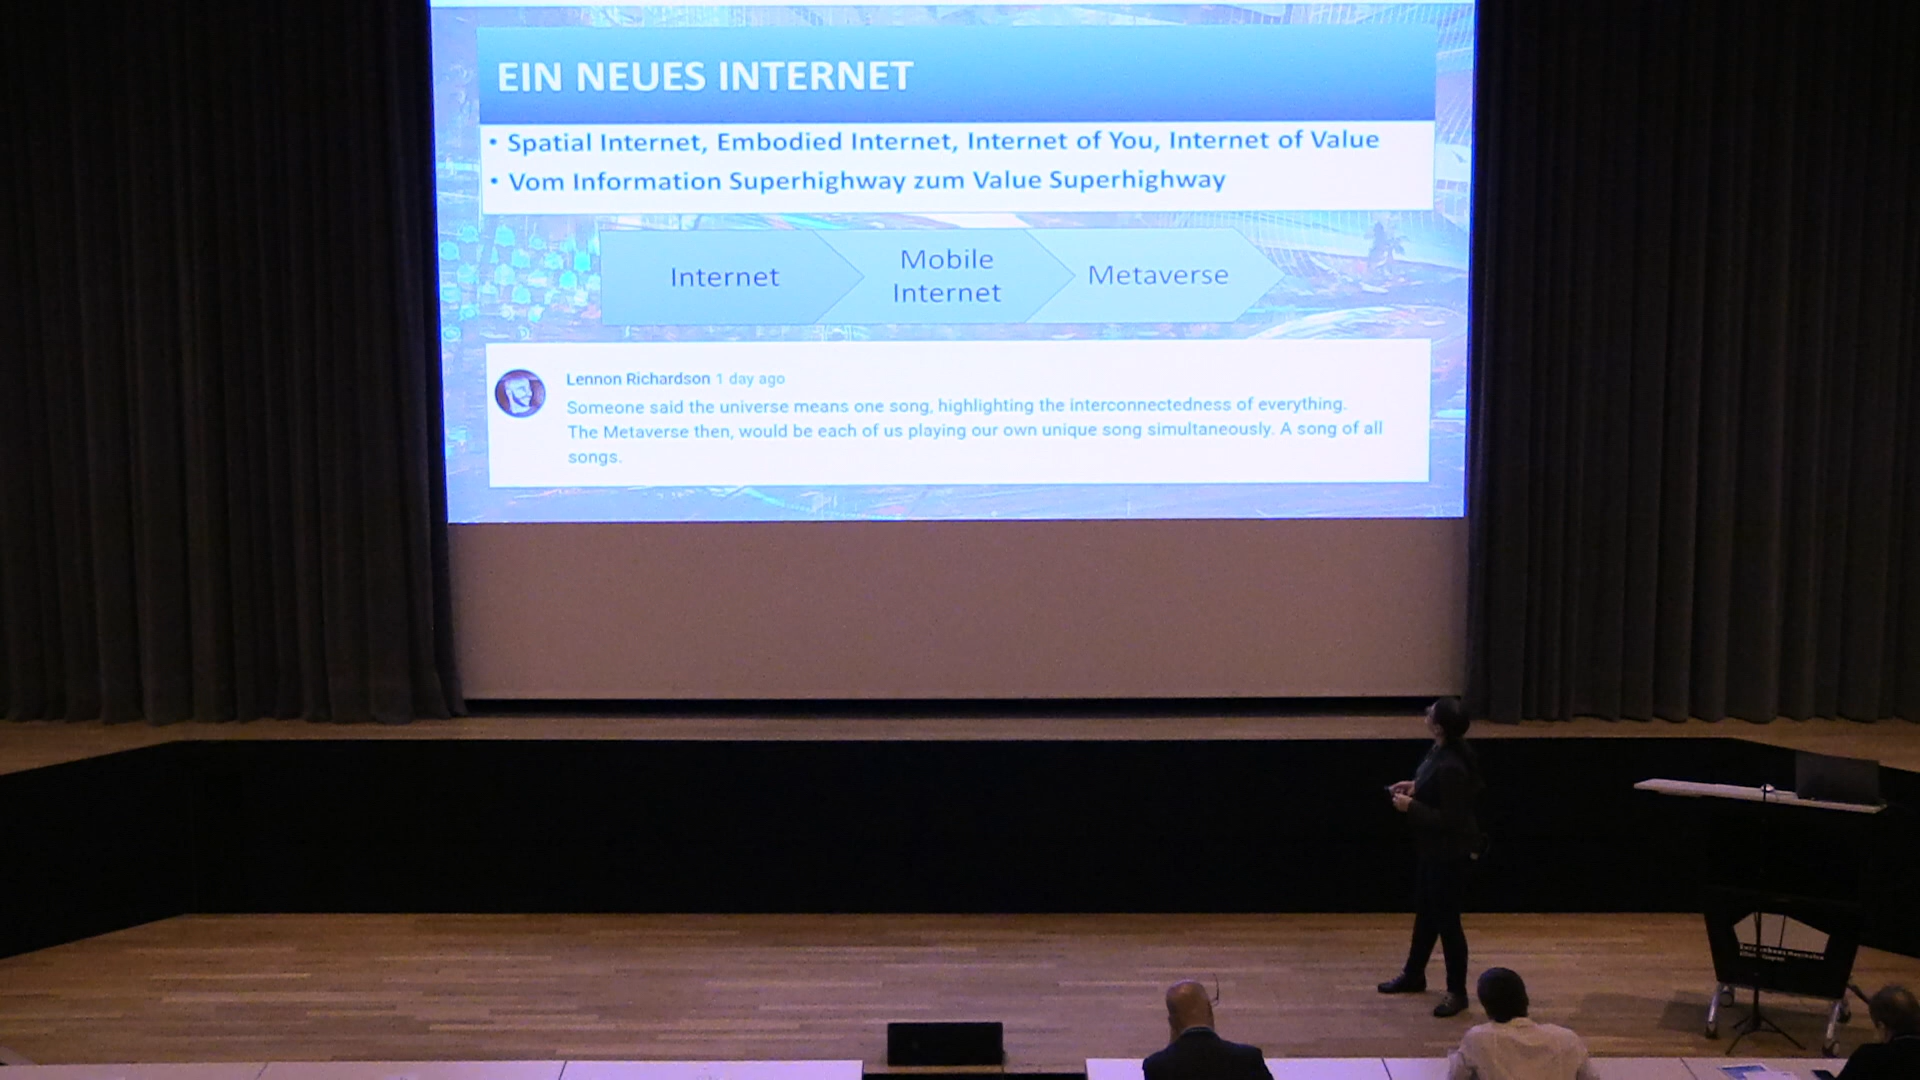 EIN NEUES INTERNET
• Spatial Internet, Embodied Internet, Internet of You, Internet of Value
• Vom Information Superhighway zum Value Superhighway
Internet
Mobile
Internet
Metaverse
Lennon Richardson 1 day ago
Someone said the universe means one song, highlighting the interconnectedness of everything.
The Metaverse then, would be each of us playing our own unique song simultaneously. A song of all
songs.